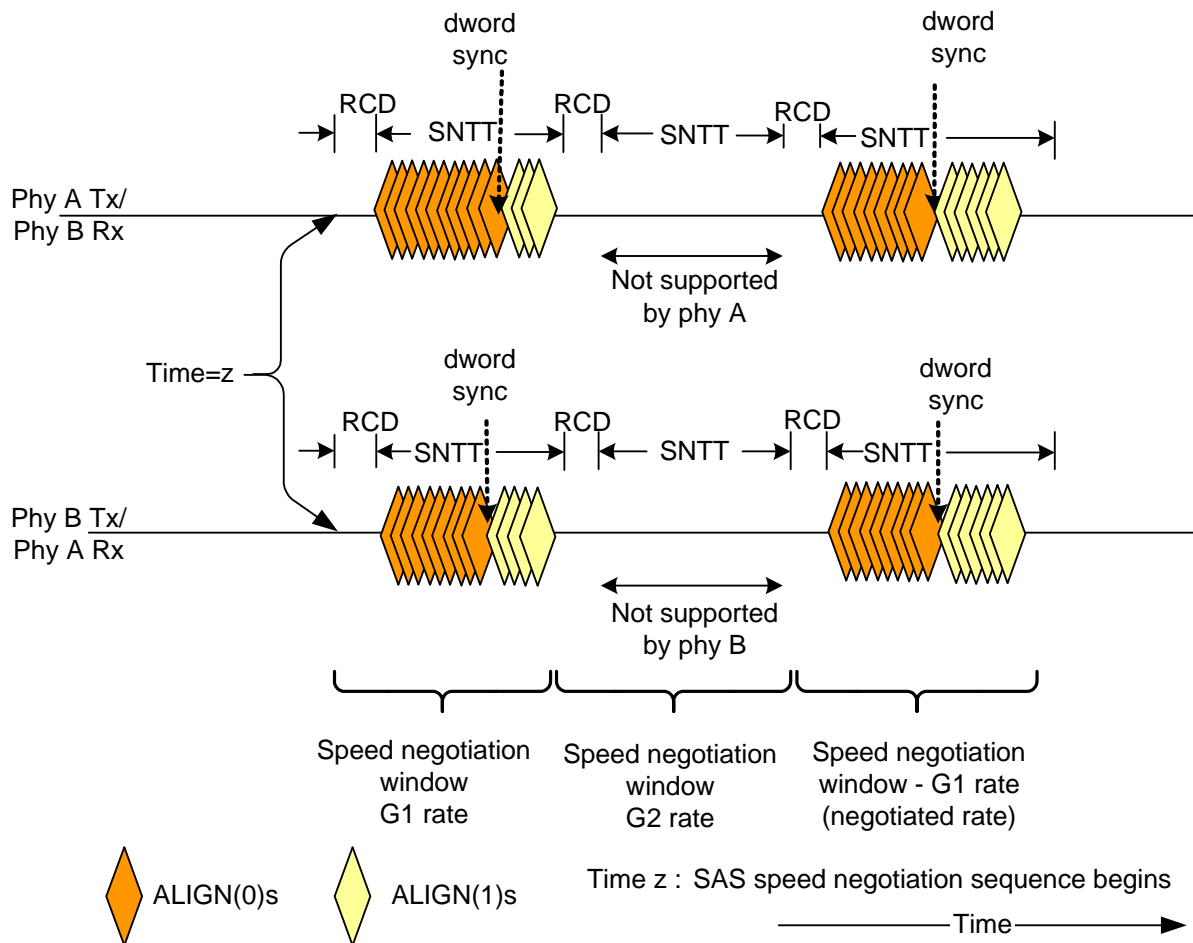 dword
sync
dword
sync
RCD
SNTT
RCD
SNTT
RCD
SNTT
Phy A Tx/
Phy B Rx
Not supported
by phy A
Time=z
dword
sync
dword
sync
RCD
SNTT
RCD
SNTT
RCD
SNTT
Phy B Tx/
Phy A Rx
Not supported
by phy B
Speed negotiation
window
G1 rate
Speed negotiation
window
G2 rate
Speed negotiation
window - G1 rate
(negotiated rate)
ALIGN(0)s
ALIGN(1)s
Time z : SAS speed negotiation sequence begins
Time